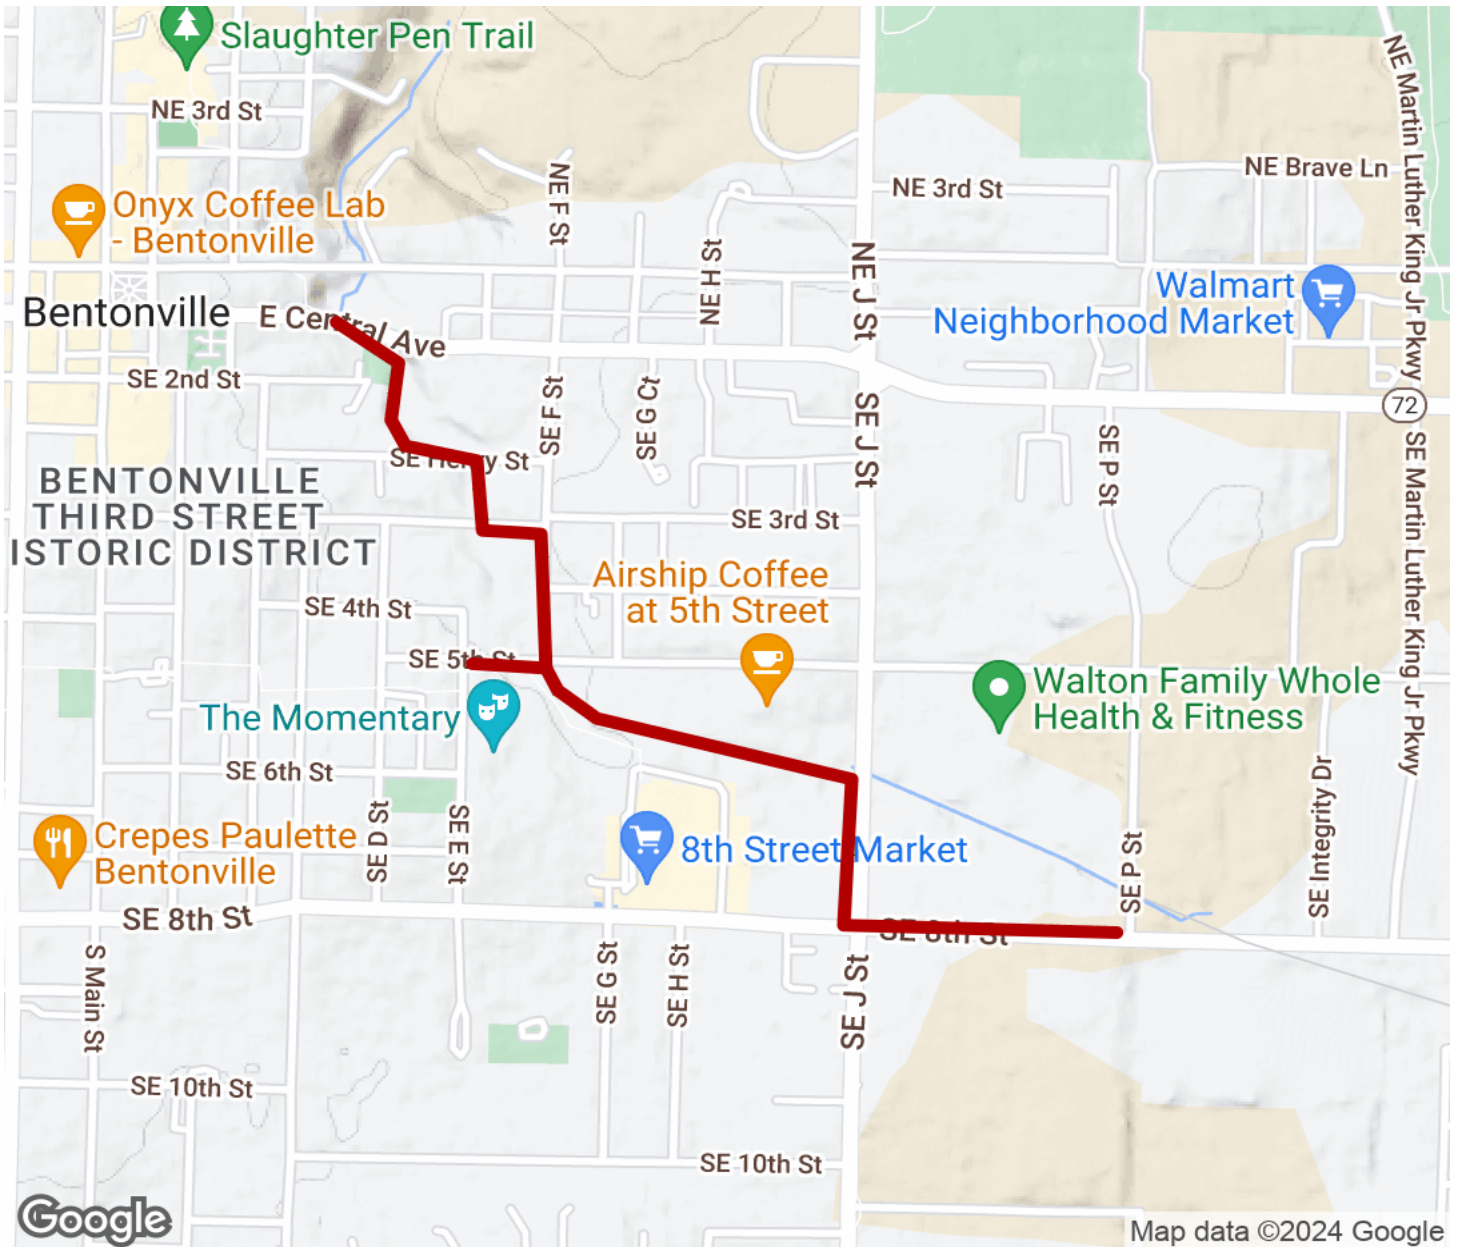 Slaughter Pen Trail
NE 3rd St
Onyx Coffee Lab
- Bentonville
NE F St
NE H St
NE J St
NE 3rd St
NE Brave Ln
NE Martin Luther King Jr Pkwy
Walmart
Neighborhood Market
Bentonville
E Central Ave
SE 2nd St
SE F St
SE G Ct
SE J St
72
SE P St
SE Martin Luther King Jr Pkwy
SE Henry St
BENTONVILLE
THIRD STREET
ISTORIC DISTRICT
SE 3rd St
Airship Coffee
at 5th Street
SE 4th St
SE 5th St
The Momentary
Walton Family Whole
Health & Fitness
SE 6th St
SE D St
SE E St
Crepes Paulette
Bentonville
8th Street Market
SE P St
SE Integrity Dr
SE 8th St
SE 8th St
S Main St
SE G St
SE H St
SE J St
SE 10th St
SE 10th St
Google
Map data ©2024 Google